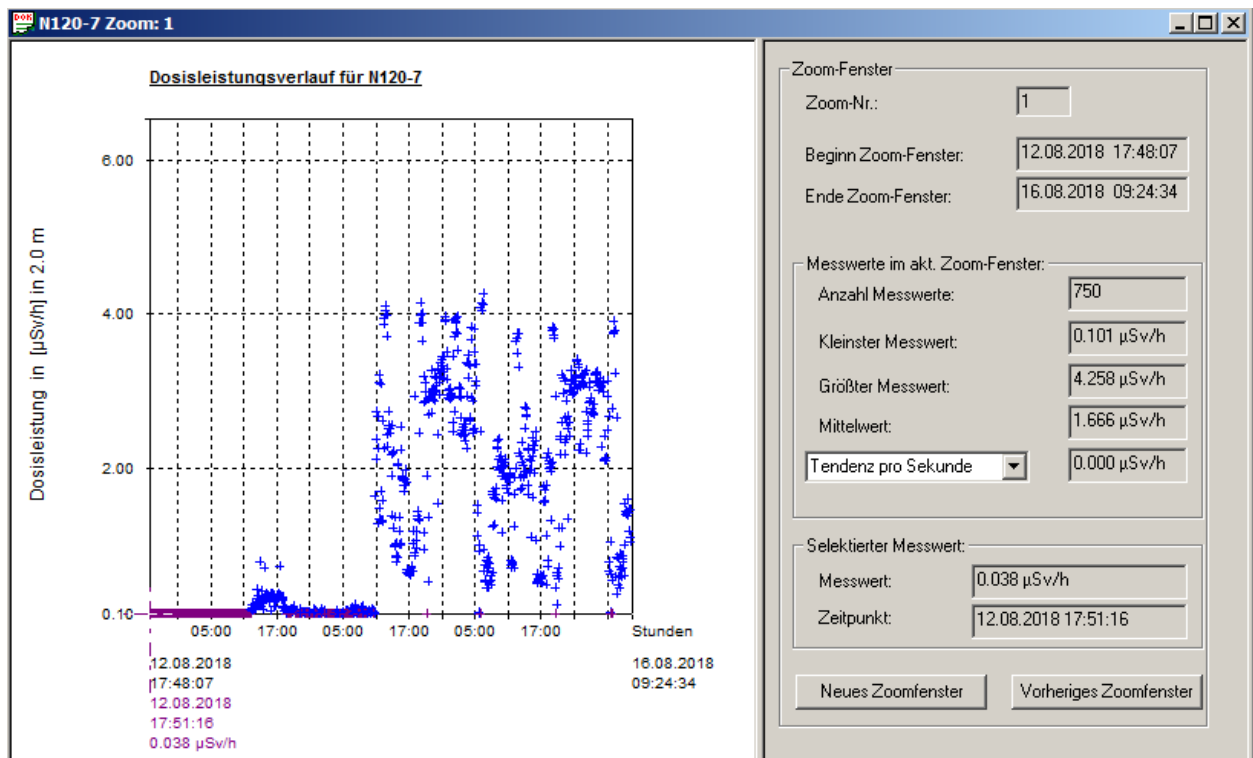 N120-7 Zoom: 1
Dosisleistungsverlauf für N120-7
Dosisleistung in [µSv/h] in 2.0 m
6.00
4.00
2.00
0.10
05:00 17:00 05:00 17:00 05:00 17:00 Stunden
12.08.2018 16.08.2018
17:48:07 09:24:34
12.08.2018
17:51:16
0.038 µSv/h
Zoom-Fenster
Zoom-Nr.: 1
Beginn Zoom-Fenster: 12.08.2018 17:48:07
Ende Zoom-Fenster: 16.08.2018 09:24:34
Messwerte im akt. Zoom-Fenster:
Anzahl Messwerte: 750
Kleinster Messwert: 0.101 µSv/h
Größter Messwert: 4.258 µSv/h
Mittelwert: 1.666 µSv/h
Tendenz pro Sekunde 0.000 µSv/h
Selektierter Messwert:
Messwert: 0.038 µSv/h
Zeitpunkt: 12.08.2018 17:51:16
Neues Zoomfenster Vorheriges Zoomfenster